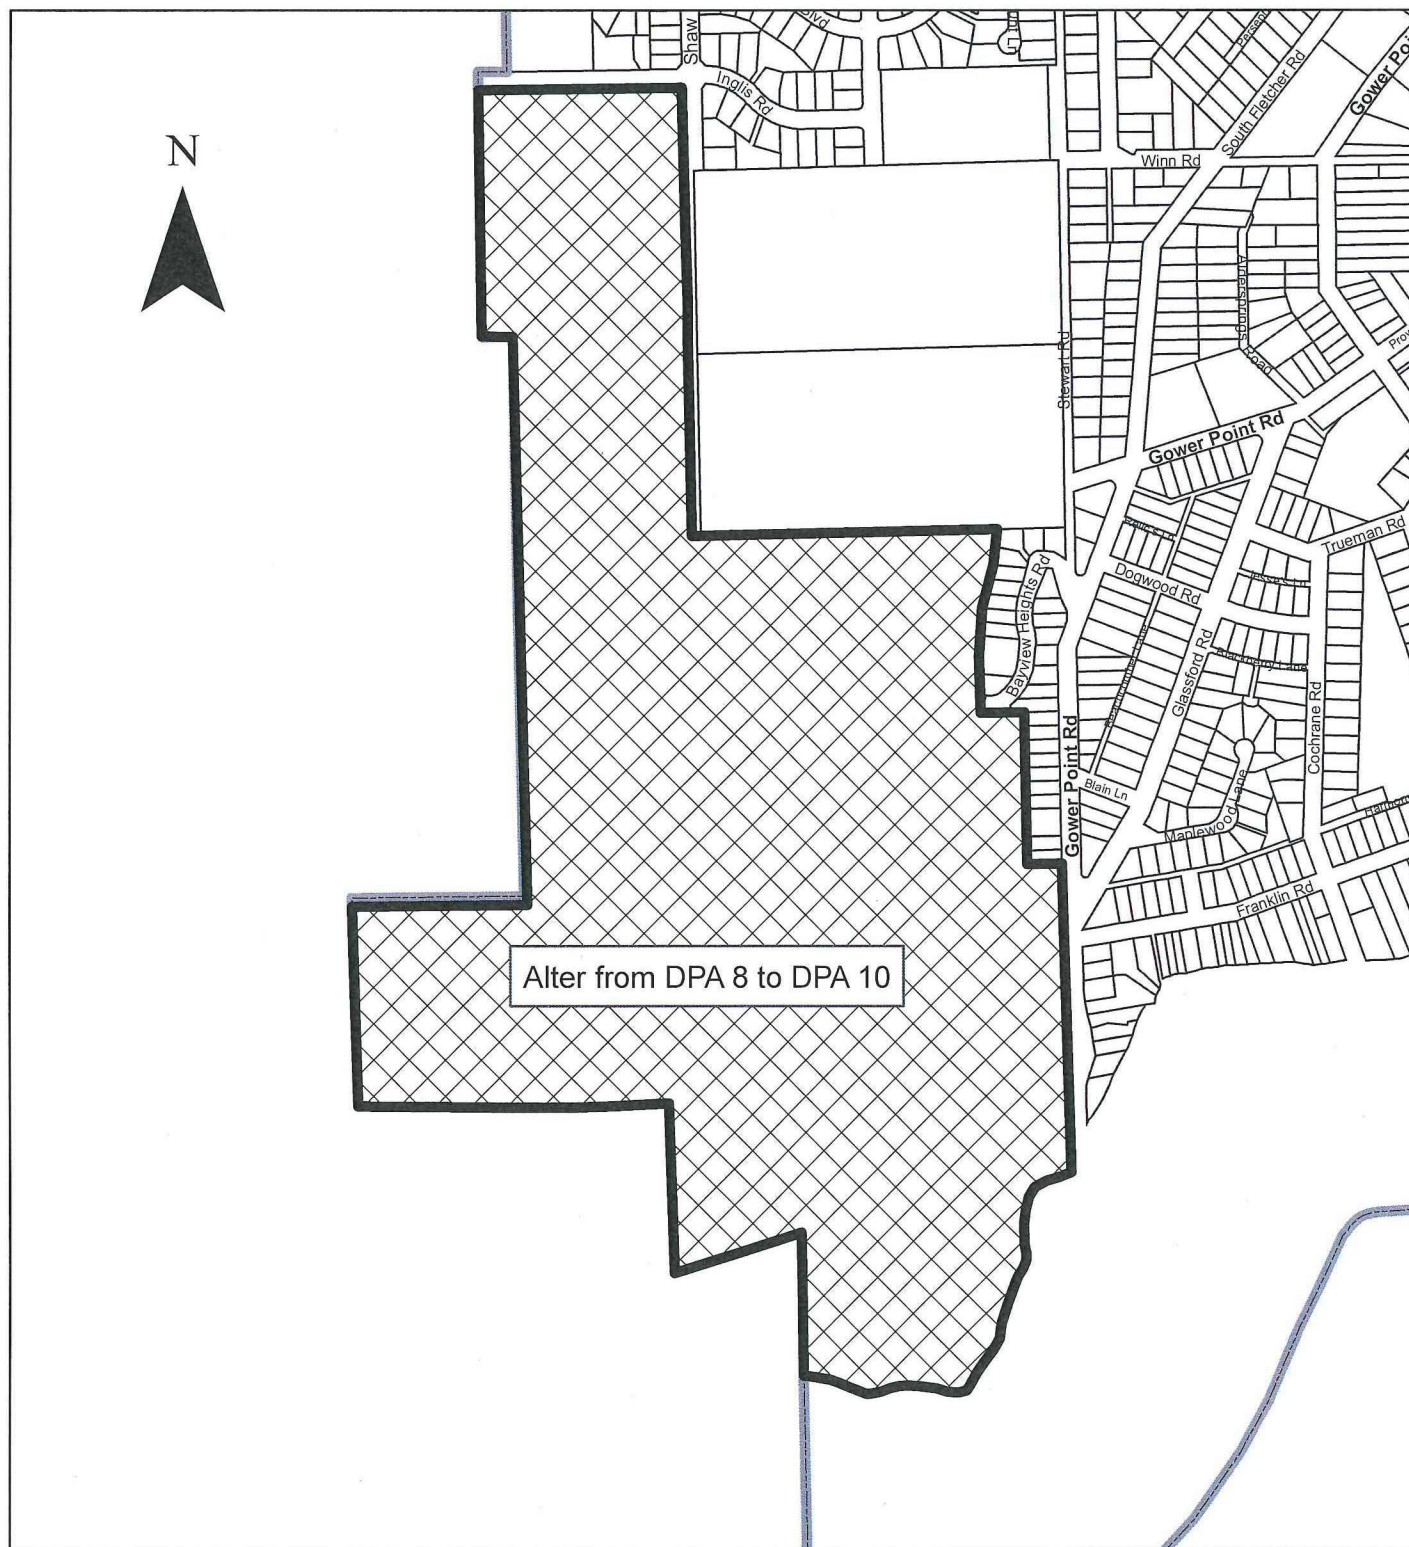 Shaw
Blvd
Inglis Rd
South Fletcher Rd
N
Winn Rd
Stewart Rd
Road
Gower Point Rd
Trueman Rd
Dogwood Rd
Bayview Heights Rd
Glassford Rd
Cochrane Rd
Gower Point Rd
Blain Ln
Maplewood Lane
Franklin Rd
Alter from DPA 8 to DPA 10